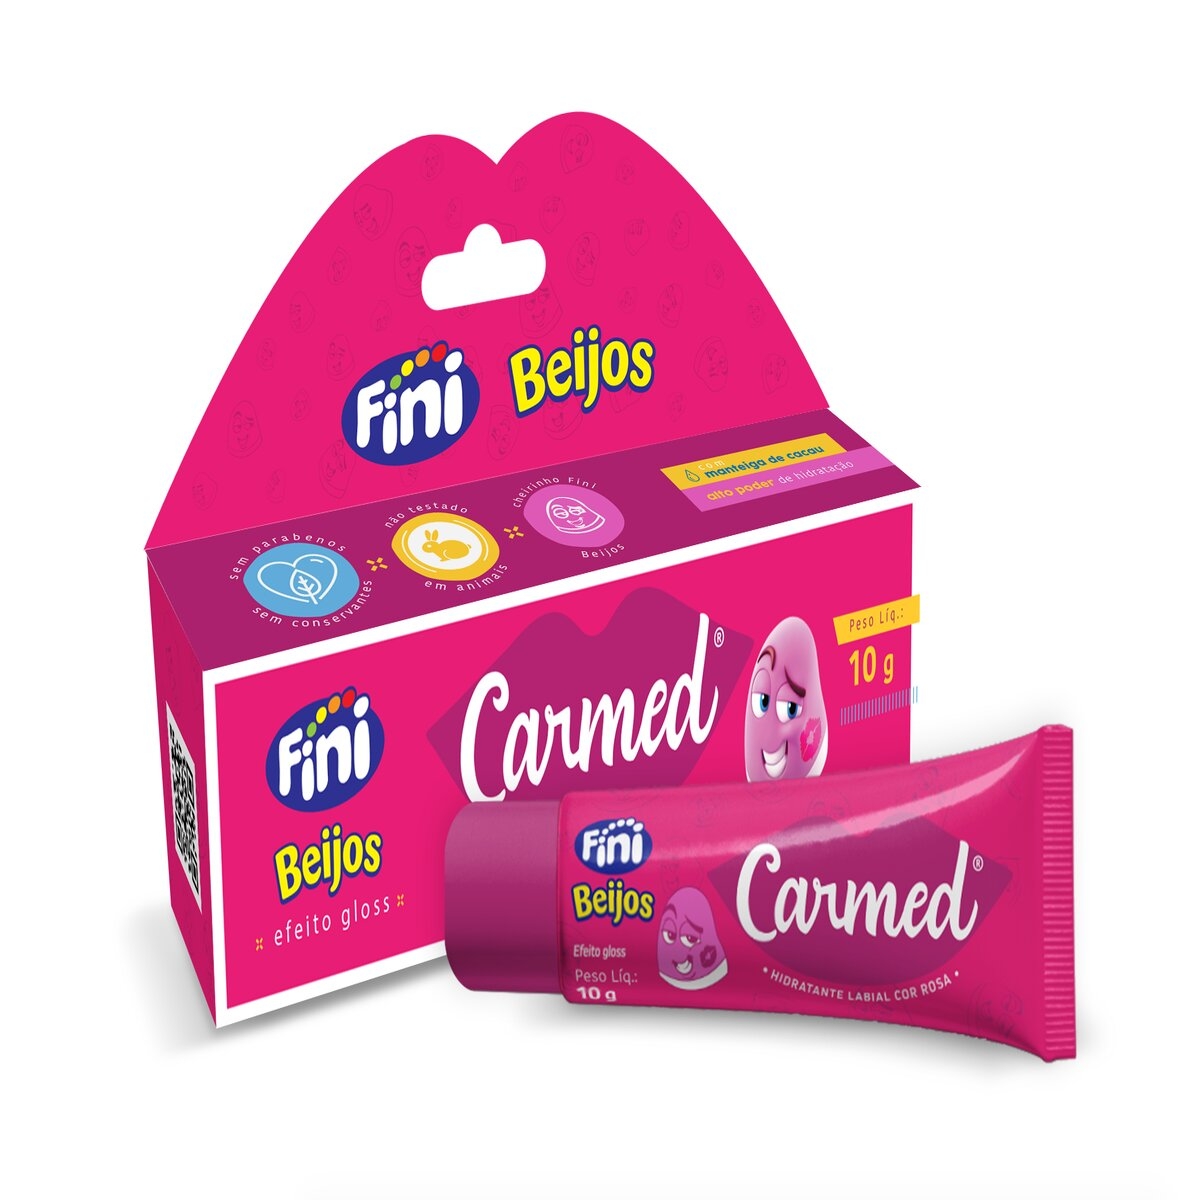 Fini
Beijos
com
manteiga de cacau
alto poder de hidratação
sem parabenos
sem conservantes
não testado
em animais
cheirinho Fini
Beijos
Carmed®
Peso Líq.:
10 g
Fini
Beijos
efeito gloss
Fini
Beijos
Efeito gloss
Peso Líq.:
10 g
Carmed®
• HIDRATANTE LABIAL COR ROSA •